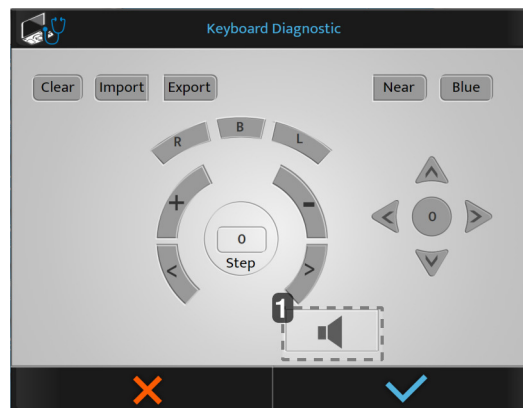 Keyboard Diagnostic
Clear Import Export Near Blue
R B L
+ -
0
< 0 >
Step
< >
1